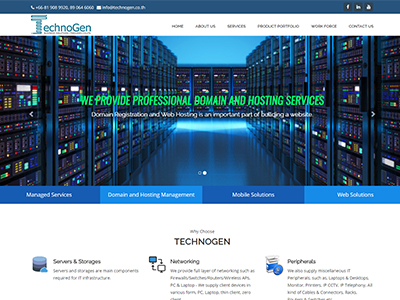 +66-81 908 9920, 89 064 6060 info@technogen.co.th
TechnoGen
HOME ABOUT US SERVICES PRODUCT PORTFOLIO WORK FORCE CONTACT US
WE PROVIDE PROFESSIONAL DOMAIN AND HOSTING SERVICES
Domain Registration and Web Hosting is an important part of building a website.
Managed Services Domain and Hosting Management Mobile Solutions Web Solutions
Why Choose
TECHNOGEN
Servers & Storages
Servers and storages are main components
required for IT infrastructure.
Networking
We provide full layer of networking such as
Firewalls/Switches/Routers/Wireless APs.
PC & Laptop - We supply client devices in
various form, PC, Laptop, thin client, zero
Peripherals
We also supply miscellaneous IT
Peripherals, such as, Laptops & Desktops,
Monitor, Printers, IP CCTV, IP Telephony, All
kind of Cables & Connectors, Racks,